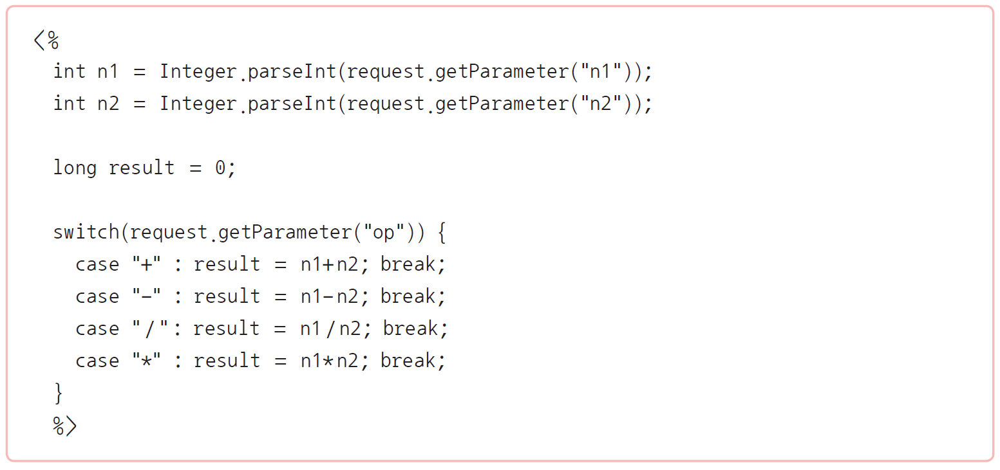 <%
int n1 = Integer.parseInt(request.getParameter("n1"));
int n2 = Integer.parseInt(request.getParameter("n2"));
long result = 0;
switch(request.getParameter("op")) {
case "+" : result = n1+n2; break;
case "-" : result = n1-n2; break;
case "/": result = n1/n2; break;
case "*" : result = n1*n2; break;
}
%>